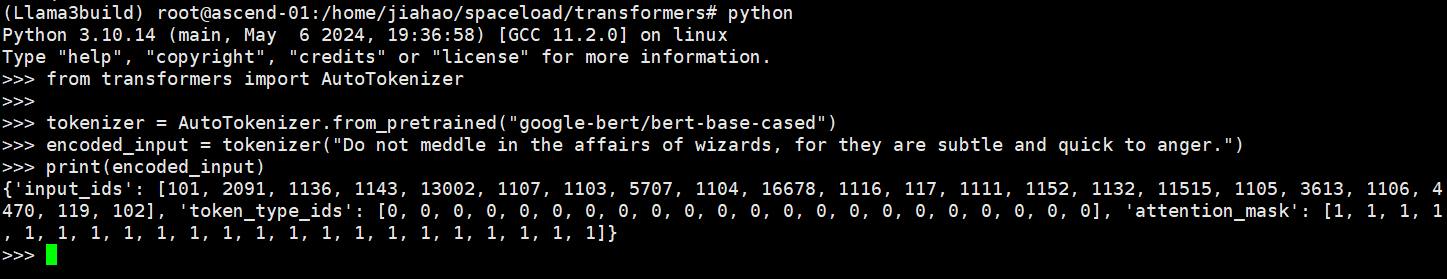 (Llama3build) root@ascend-01:/home/jiahao/spaceload/transformers# python
Python 3.10.14 (main, May  6 2024, 19:36:58) [GCC 11.2.0] on linux
Type "help", "copyright", "credits" or "license" for more information.
>>> from transformers import AutoTokenizer
>>>
>>> tokenizer = AutoTokenizer.from_pretrained("google-bert/bert-base-cased")
>>> encoded_input = tokenizer("Do not meddle in the affairs of wizards, for they are subtle and quick to anger.")
>>> print(encoded_input)
{'input_ids': [101, 2091, 1136, 1143, 13002, 1107, 1103, 5707, 1104, 16678, 1116, 117, 1111, 1152, 1132, 11515, 1105, 3613, 1106, 4
470, 119, 102], 'token_type_ids': [0, 0, 0, 0, 0, 0, 0, 0, 0, 0, 0, 0, 0, 0, 0, 0, 0, 0, 0, 0, 0, 0], 'attention_mask': [1, 1, 1, 1
, 1, 1, 1, 1, 1, 1, 1, 1, 1, 1, 1, 1, 1, 1, 1, 1, 1, 1]}
>>>